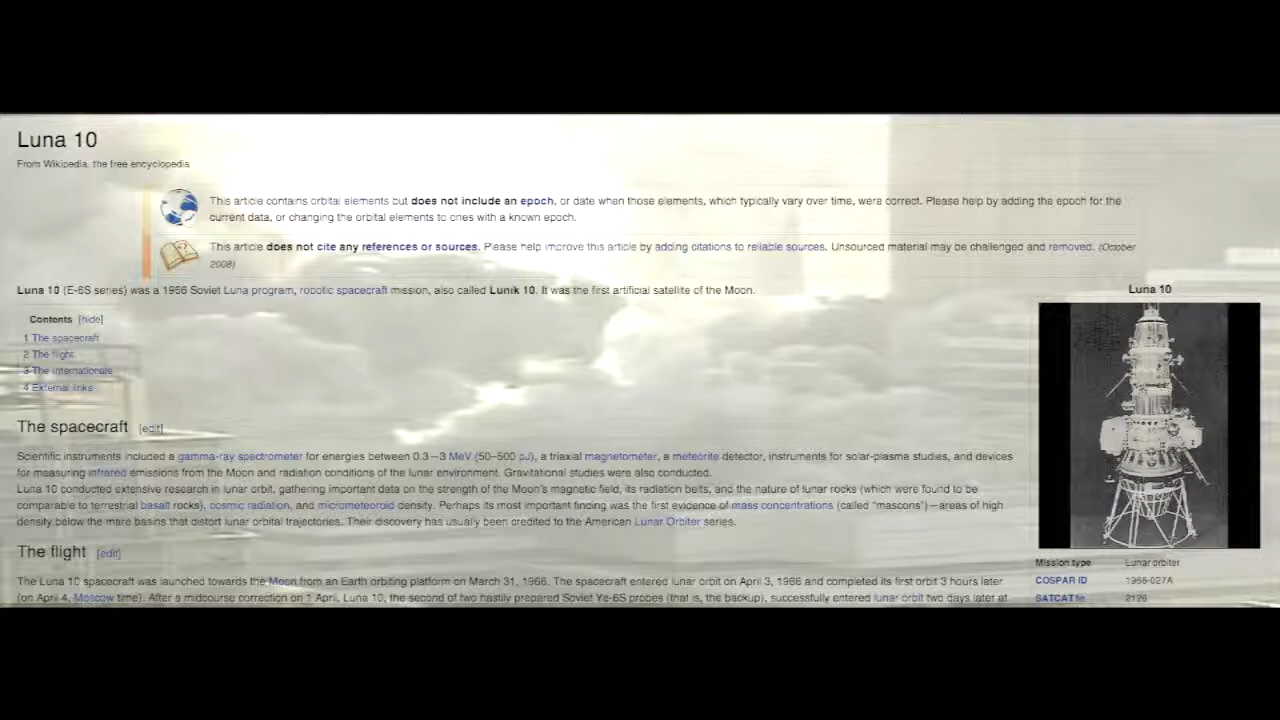 Luna 10
From Wikipedia, the free encyclopedia
This article contains orbital elements but does not include an epoch, or date when those elements, which typically vary over time, were correct. Please help by adding the epoch for the
current data, or changing the orbital elements to ones with a known epoch.
This article does not cite any references or sources. Please help improve this article by adding citations to reliable sources. Unsourced material may be challenged and removed. (October
2008)
Luna 10 (E-6S series) was a 1966 Soviet Luna program, robotic spacecraft mission, also called Lunik 10. It was the first artificial satellite of the Moon.
Contents [hide]
1 The spacecraft
2 The flight
3 The Internationale
4 External links
The spacecraft [edit]
Scientific instruments included a gamma-ray spectrometer for energies between 0.3—3 MeV (50–500 pJ), a triaxial magnetometer, a meteorite detector, instruments for solar-plasma studies, and devices
for measuring infrared emissions from the Moon and radiation conditions of the lunar environment. Gravitational studies were also conducted.
Luna 10 conducted extensive research in lunar orbit, gathering important data on the strength of the Moon's magnetic field, its radiation belts, and the nature of lunar rocks (which were found to be
comparable to terrestrial basalt rocks), cosmic radiation, and micrometeoroid density. Perhaps its most important finding was the first evidence of mass concentrations (called "mascons")—areas of high
density below the mare basins that distort lunar orbital trajectories. Their discovery has usually been credited to the American Lunar Orbiter series.
The flight [edit]
The Luna 10 spacecraft was launched towards the Moon from an Earth orbiting platform on March 31, 1966. The spacecraft entered lunar orbit on April 3, 1966 and completed its first orbit 3 hours later
(on April 4, Moscow time). After a midcourse correction on 1 April, Luna 10, the second of two hastily prepared Soviet Ye-6S probes (that is, the backup), successfully entered lunar orbit two days later at
Luna 10
Mission type Lunar orbiter
COSPAR ID 1966-027A
SATCAT № 2126